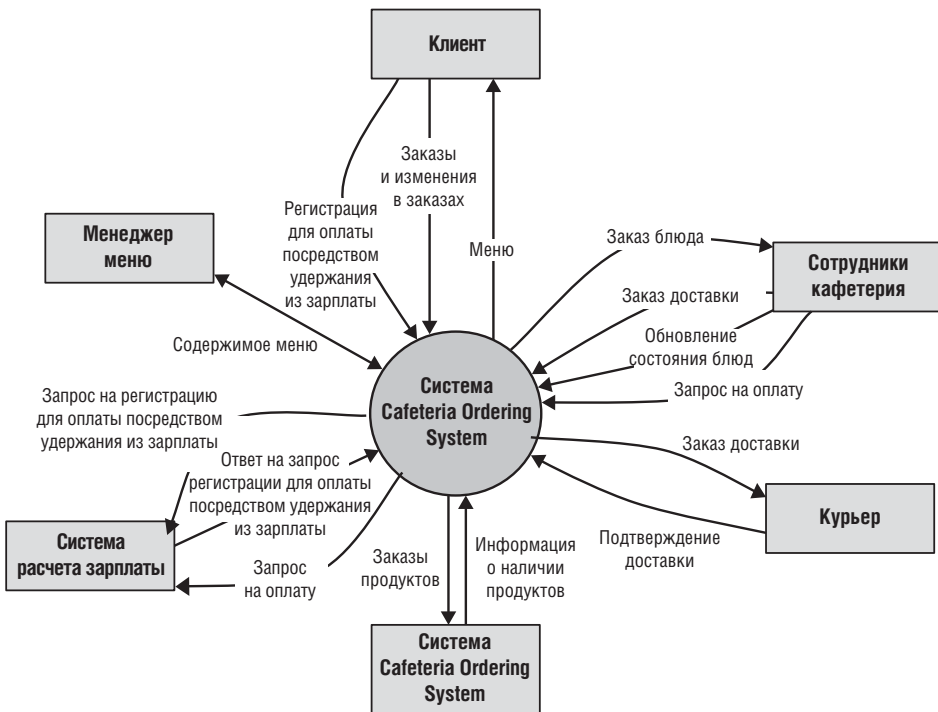 Клиент
Заказы
и изменения
в заказах
Регистрация
для оплаты
посредством
удержания
из зарплаты
Меню
Менеджер
меню
Содержимое меню
Заказ блюда
Сотрудники
кафетерия
Заказ доставки
Обновление
состояния блюд
Запрос на оплату
Система
Cafeteria Ordering
System
Запрос на регистрацию
для оплаты посредством
удержания из зарплаты
Ответ на запрос
регистрации для оплаты
посредством удержания
из зарплаты
Заказ доставки
Курьер
Подтверждение
доставки
Система
расчета зарплаты
Запрос
на оплату
Заказы
продуктов
Информация
о наличии
продуктов
Система
Cafeteria Ordering
System